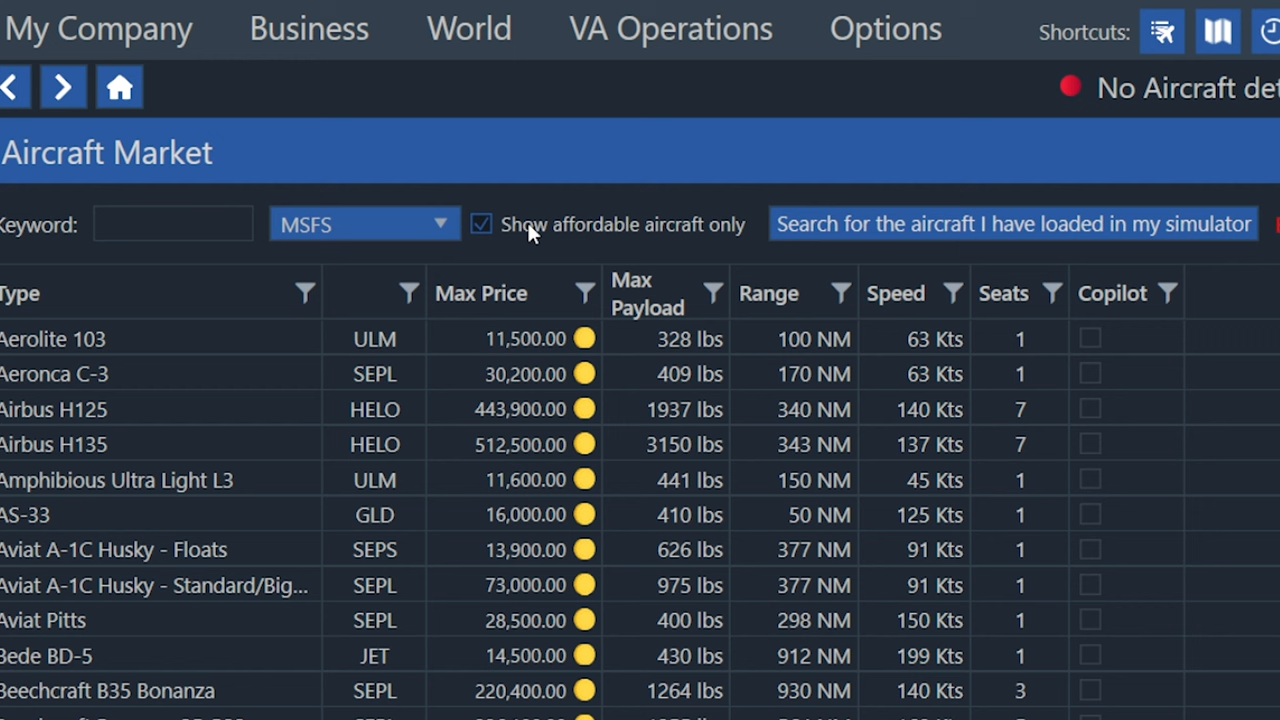 My Company Business World VA Operations Options Shortcuts:
No Aircraft det
Aircraft Market
Keyword: MSFS Show affordable aircraft only Search for the aircraft I have loaded in my simulator
Type Max Price Max Payload Range Speed Seats Copilot
Aerolite 103 ULM 11,500.00 328 lbs 100 NM 63 Kts 1
Aeronca C-3 SEPL 30,200.00 409 lbs 170 NM 63 Kts 1
Airbus H125 HELO 443,900.00 1937 lbs 340 NM 140 Kts 7
Airbus H135 HELO 512,500.00 3150 lbs 343 NM 137 Kts 7
Amphibious Ultra Light L3 ULM 11,600.00 441 lbs 150 NM 45 Kts 1
AS-33 GLD 16,000.00 410 lbs 50 NM 125 Kts 1
Aviat A-1C Husky - Floats SEPS 13,900.00 626 lbs 377 NM 91 Kts 1
Aviat A-1C Husky - Standard/Big... SEPL 73,000.00 975 lbs 377 NM 91 Kts 1
Aviat Pitts SEPL 28,500.00 400 lbs 298 NM 150 Kts 1
Bede BD-5 JET 14,500.00 430 lbs 912 NM 199 Kts 1
Beechcraft B35 Bonanza SEPL 220,400.00 1264 lbs 930 NM 140 Kts 3